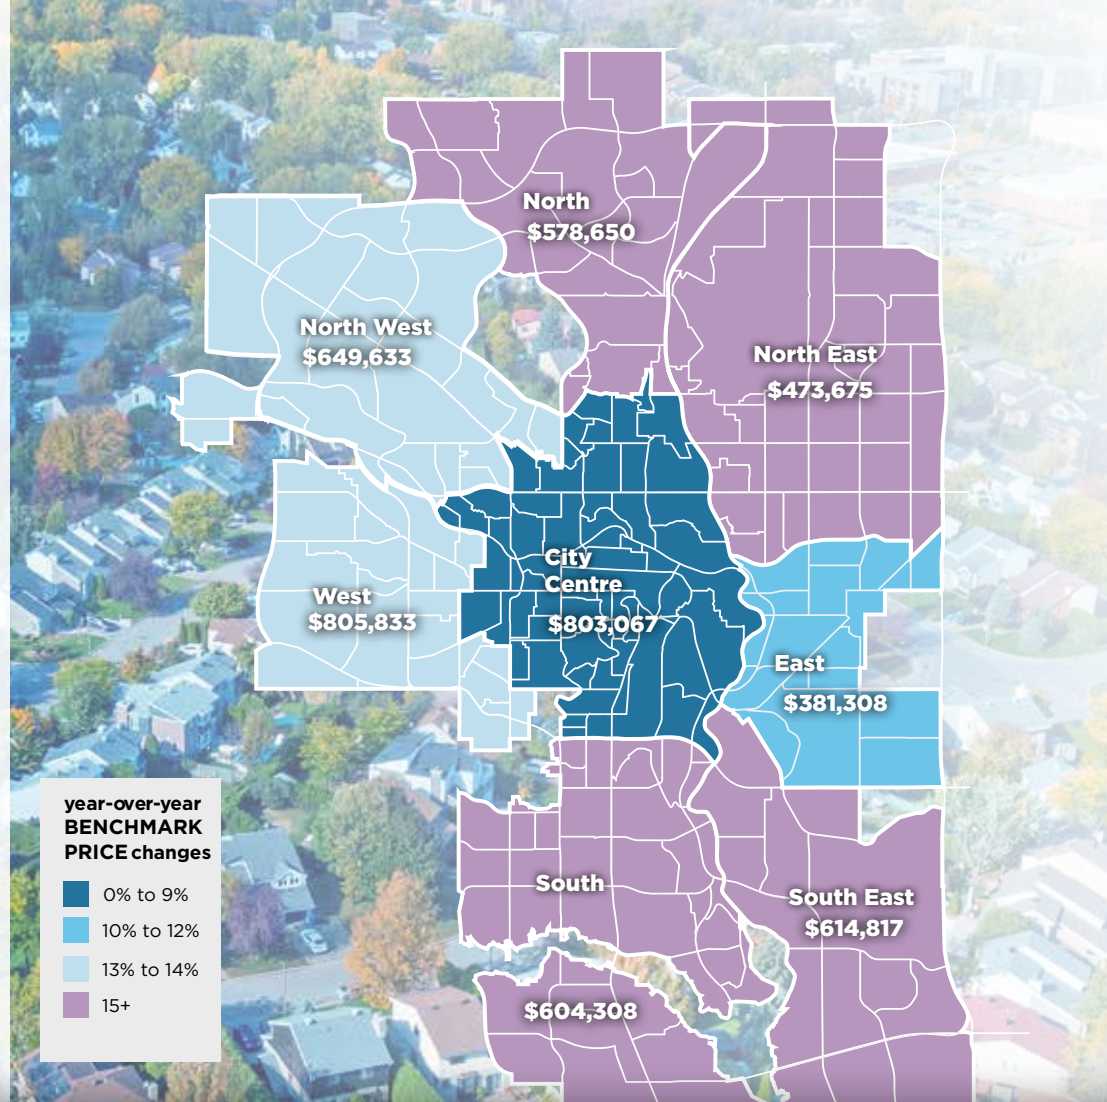 North
$578,650
North West
$649,633
North East
$473,675
City
Centre
$803,067
West
$805,833
East
$381,308
year-over-year
BENCHMARK
PRICE changes
0% to 9%
10% to 12%
13% to 14%
15+
South
$604,308
South East
$614,817